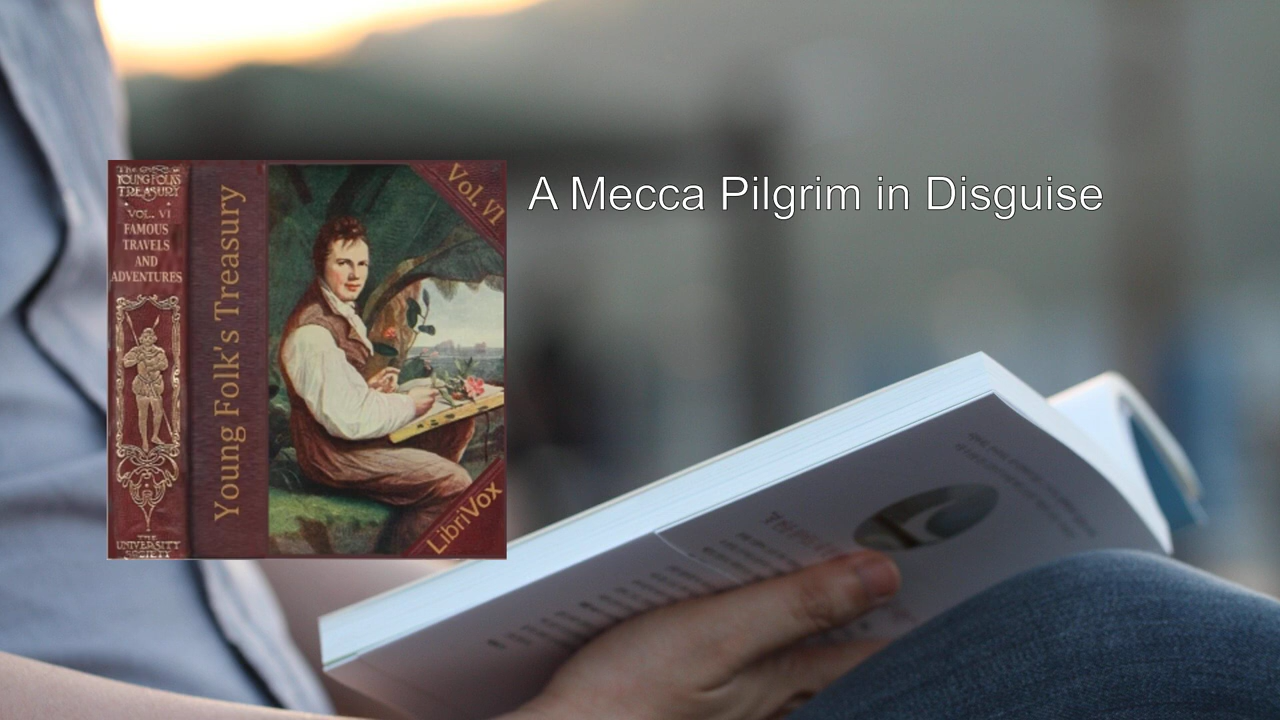 THE
YOUNG FOLKS
TREASURY
VOL. VI
FAMOUS
TRAVELS
AND
ADVENTURES
THE
UNIVERSITY
SOCIETY
Young Folk's Treasury
Vol. VI
LibriVox
A Mecca Pilgrim in Disguise